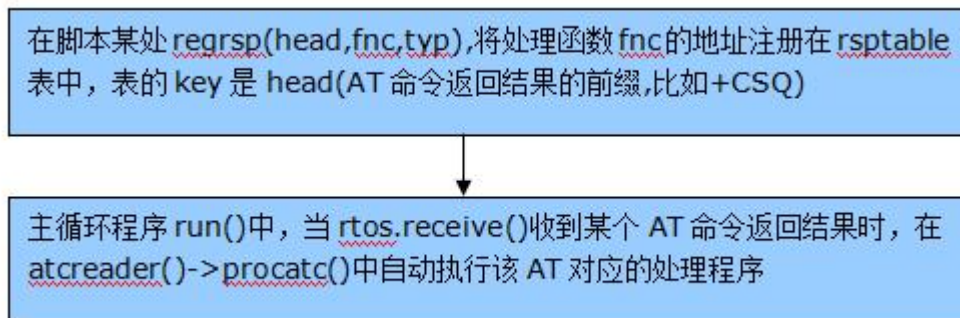 在脚本某处 regrsp(head,fnc,typ),将处理函数 fnc 的地址注册在 rsptable
表中，表的 key 是 head(AT 命令返回结果的前缀,比如+CSQ)
主循环程序 run()中，当 rtos.receive()收到某个 AT 命令返回结果时，在
atcreader()->procatc()中自动执行该 AT 对应的处理程序